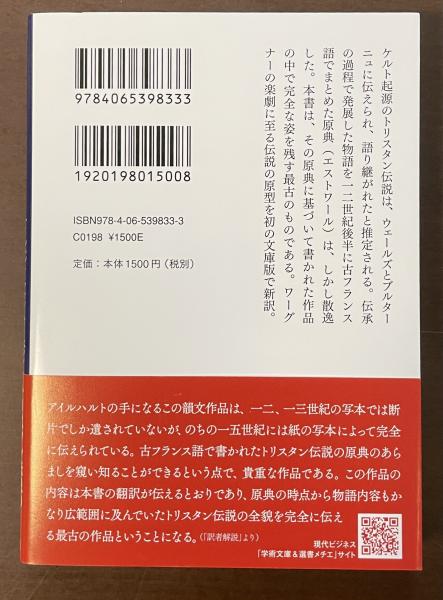 ケルト起源のトリスタン伝説は、ウェールズとブルター
ニュに伝えられ、語り継がれたと推定される。伝承
の過程で発展した物語を一二世紀後半に古フランス
語でまとめた原典（エストワール）は、しかし散逸
した。本書は、その原典に基づいて書かれた作品
の中で完全な姿を残す最古のものである。ワーグ
ナーの楽劇に至る伝説の原型を初の文庫版で新訳。
9784065398333
1920198015008
ISBN978-4-06-539833-3
C0198 ¥1500E
定価：本体1500円（税別）
アイルハルトの手になるこの韻文作品は、一二、一三世紀の写本では断
片でしか遺されていないが、のちの一五世紀には紙の写本によって完全
に伝えられている。古フランス語で書かれたトリスタン伝説の原典のあら
ましを窺い知ることができるという点で、貴重な作品である。この作品の
内容は本書の翻訳が伝えるとおりであり、原典の時点から物語内容もか
なり広範囲に及んでいたトリスタン伝説の全貌を完全に伝え
る最古の作品ということになる。（「訳者解説」より）
現代ビジネス
「学術文庫＆選書メチエ」サイト